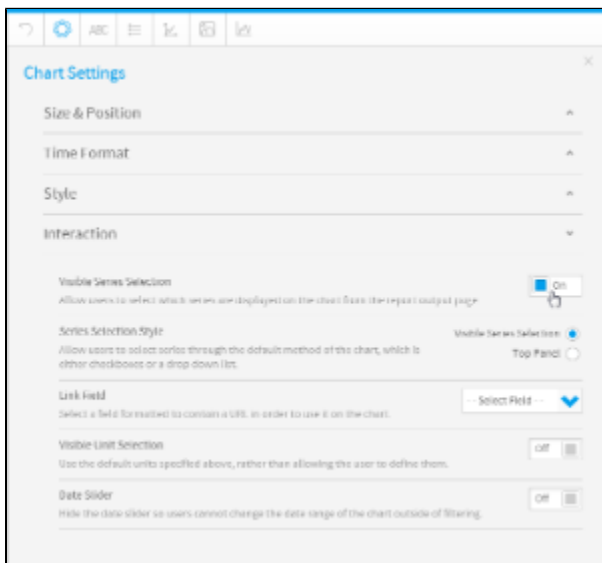 ABC
Chart Settings
Size & Position
Time Format
Style
Interaction
Visible Series Selection
On
Allow users to select which series are displayed on the chart from the report output page.
Series Selection Style
Visible Series Selection
Allow users to select series through the default method of the chart, which is
Top Panel
either checkboxes or a drop down list.
Link Field
-- Select Field --
Select a field formatted to contain a URL in order to use it on the chart.
Visible Unit Selection
Off
Use the default units specified above, rather than allowing the user to define them.
Date Slider
Off
Hide the date slider so users cannot change the date range of the chart outside of filtering.